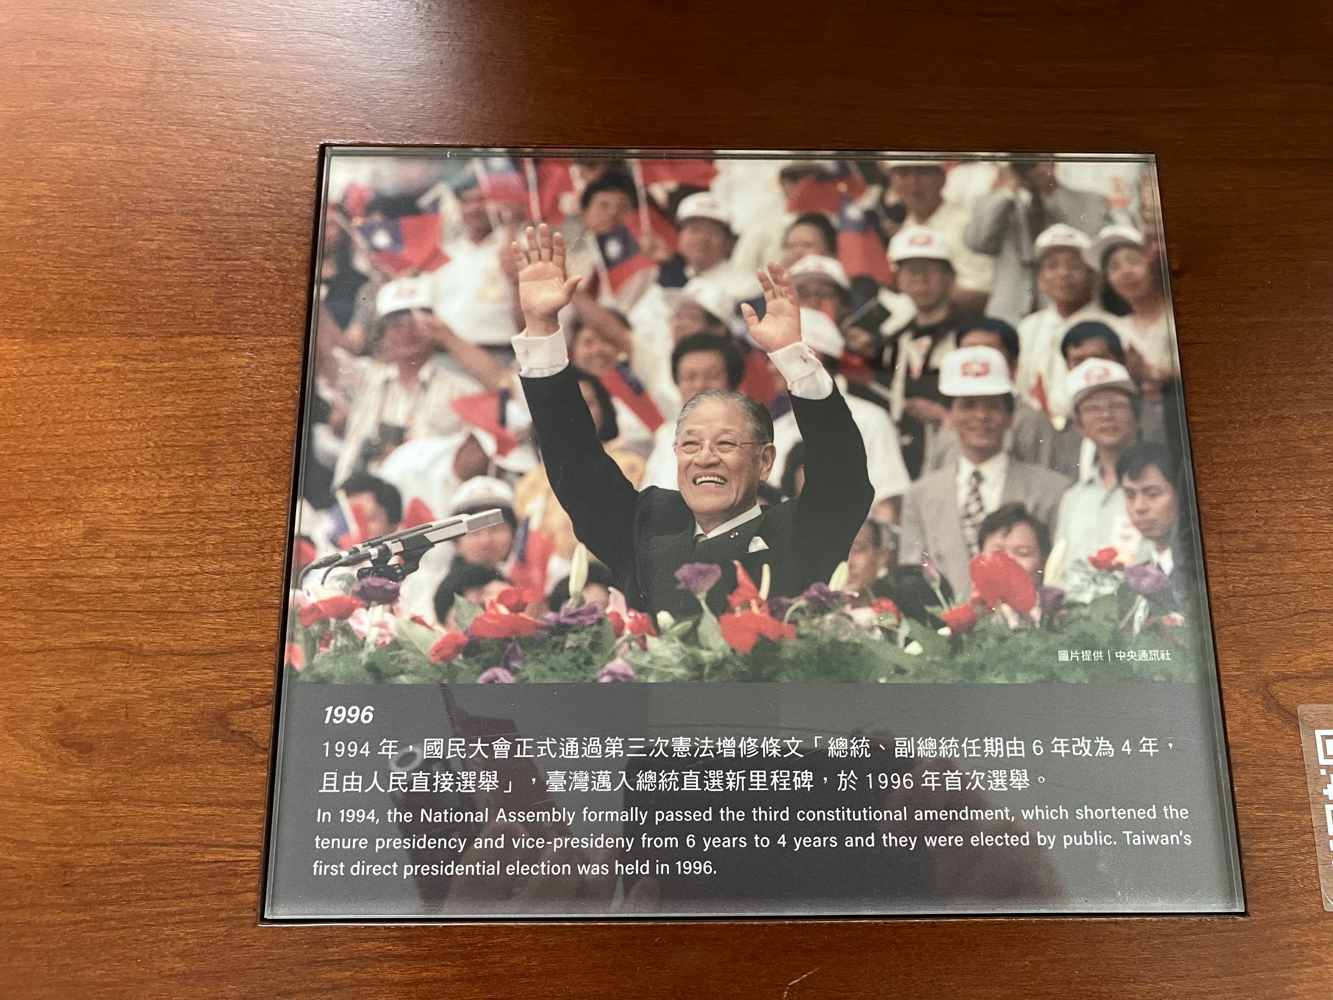 圖片提供｜中央通訊社
1996
1994 年，國民大會正式通過第三次憲法增修條文「總統、副總統任期由 6 年改為 4 年，
且由人民直接選舉」，臺灣邁入總統直選新里程碑，於 1996 年首次選舉。
In 1994, the National Assembly formally passed the third constitutional amendment, which shortened the
tenure presidency and vice-presideny from 6 years to 4 years and they were elected by public. Taiwan's
first direct presidential election was held in 1996.